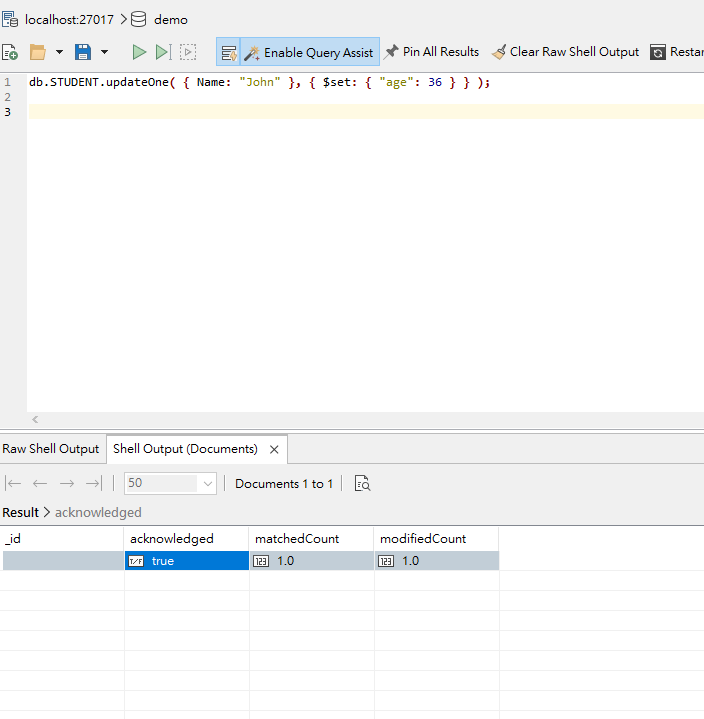 localhost:27017 > demo
Enable Query Assist Pin All Results Clear Raw Shell Output Restar
1 db.STUDENT.updateOne( { Name: "John" }, { $set: { "age": 36 } } );
2
3
Raw Shell Output Shell Output (Documents) ×
50 Documents 1 to 1
Result > acknowledged
_id acknowledged matchedCount modifiedCount
T/F true 123 1.0 123 1.0